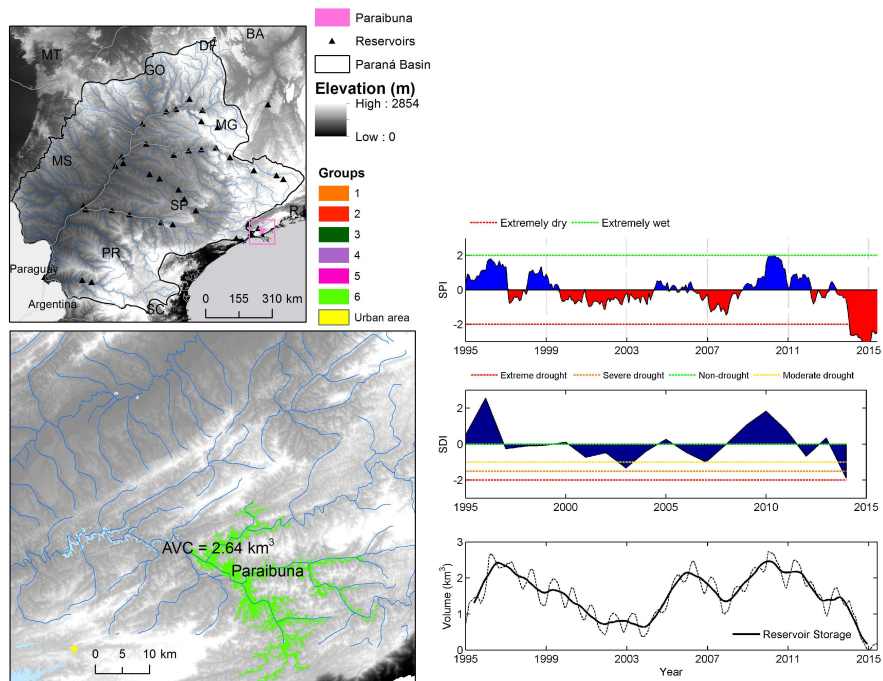 Paraibuna
Reservoirs
Paraná Basin
Elevation (m)
High : 2854
Low : 0
Groups
1
2
3
4
5
6
Urban area
BA
DF
MT
GO
MG
MS
SP
RJ
PR
Paraguay
Argentina
SC
0 155 310 km
AVC = 2.64 km³
Paraibuna
0 5 10 km
Extremely dry
Extremely wet
SPI
2
0
-2
1995 1999 2003 2007 2011 2015
Extreme drought
Severe drought
Non-drought
Moderate drought
SDI
2
0
-2
1995 2000 2005 2010 2015
Volume (km³)
3
2
1
0
Reservoir Storage
1995 1999 2003 2007 2011 2015
Year